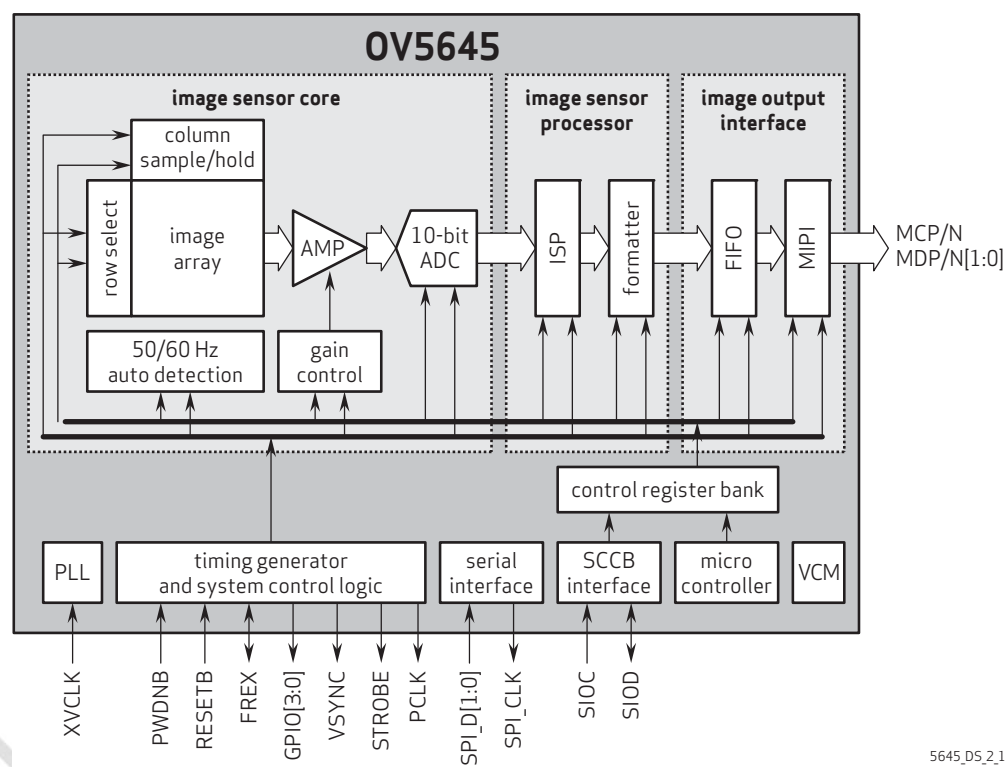 OV5645
image sensor core
image sensor
processor
image output
interface
column
sample/hold
row select
image
array
AMP
10-bit
ADC
ISP
formatter
FIFO
MIPI
MCP/N
MDP/N[1:0]
50/60 Hz
auto detection
gain
control
control register bank
PLL
timing generator
and system control logic
serial
interface
SCCB
interface
micro
controller
VCM
XVCLK
PWDNB
RESETB
FREX
GPIO[3:0]
VSYNC
STROBE
PCLK
SPI_D[1:0]
SPI_CLK
SIOC
SIOD
5645_DS_2_1